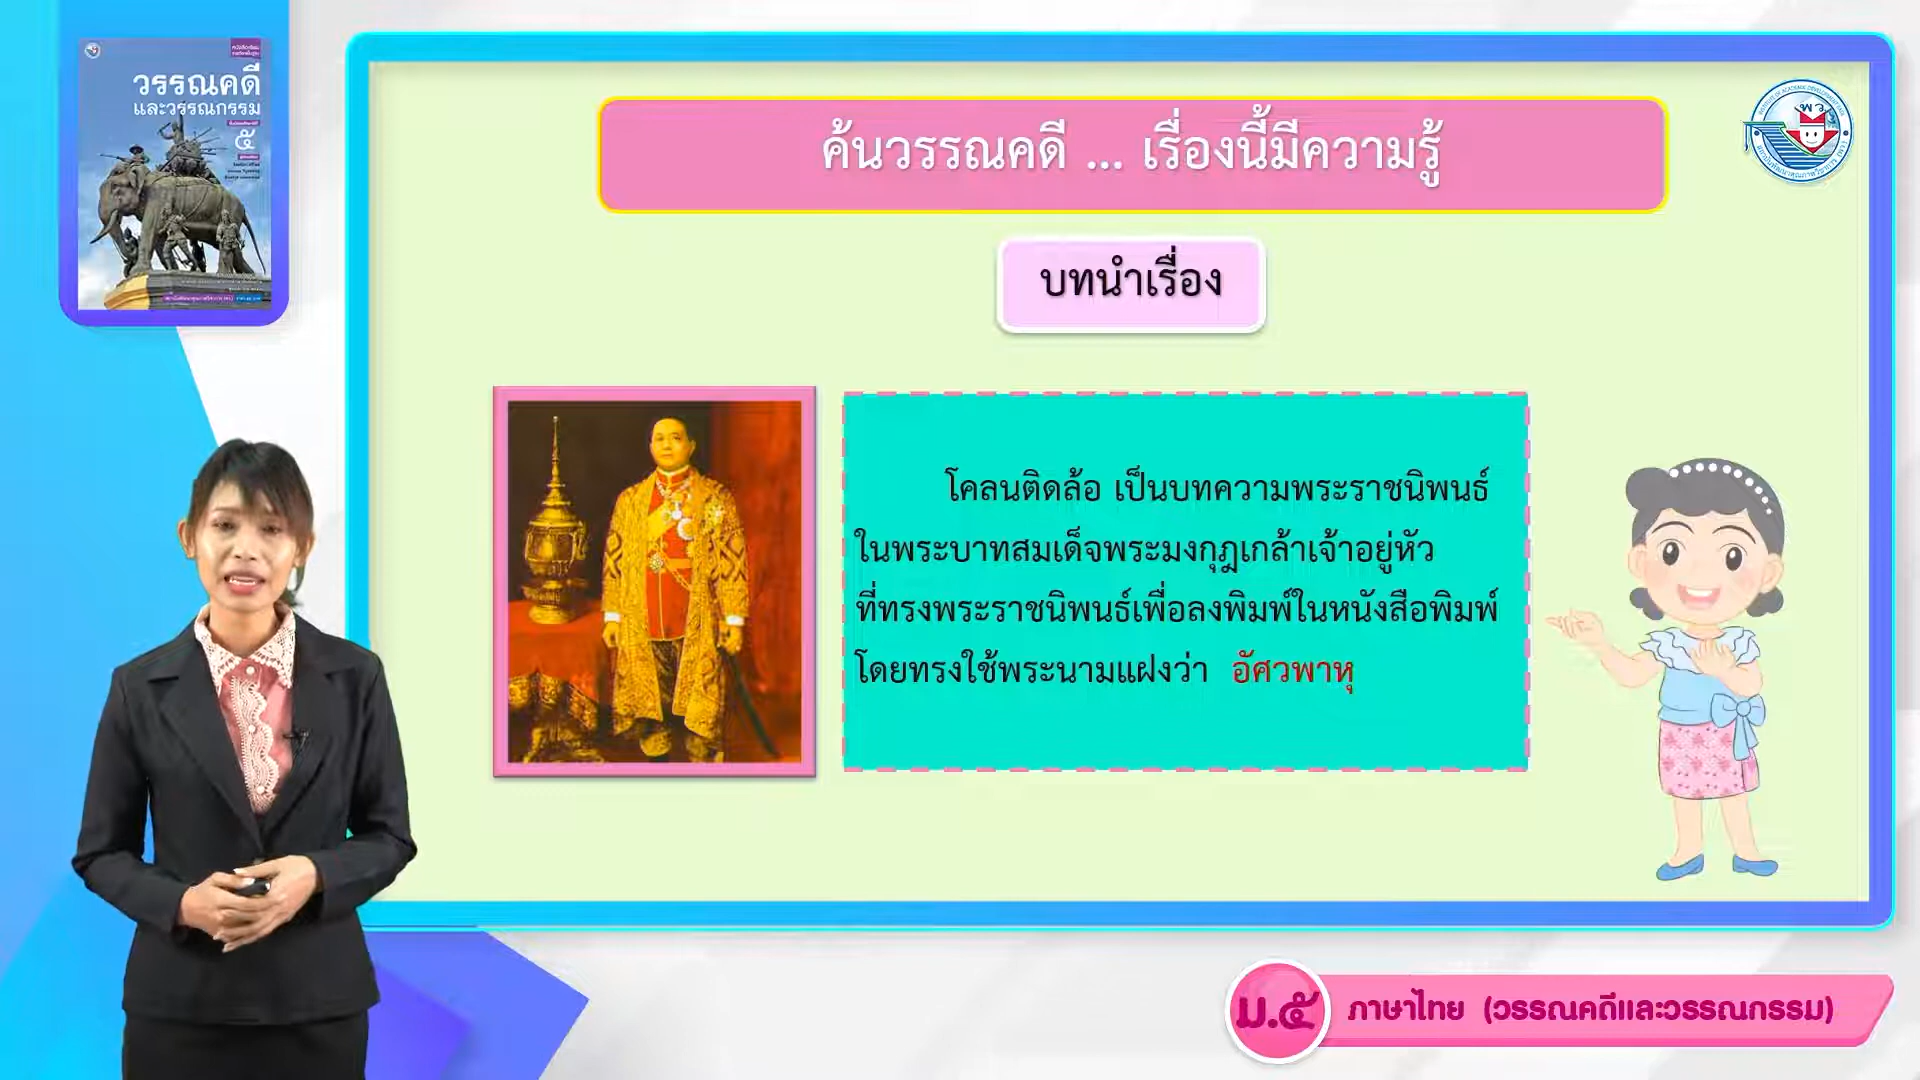 วรรณคดี
และวรรณกรรม
๕
ค้นวรรณคดี ... เรื่องนี้มีความรู้
พว
บทนำเรื่อง
โคลนติดล้อ เป็นบทความพระราชนิพนธ์
ในพระบาทสมเด็จพระมงกุฎเกล้าเจ้าอยู่หัว
ที่ทรงพระราชนิพนธ์เพื่อลงพิมพ์ในหนังสือพิมพ์
โดยทรงใช้พระนามแฝงว่า อัศวพาหุ
ม.๕
ภาษาไทย (วรรณคดีและวรรณกรรม)